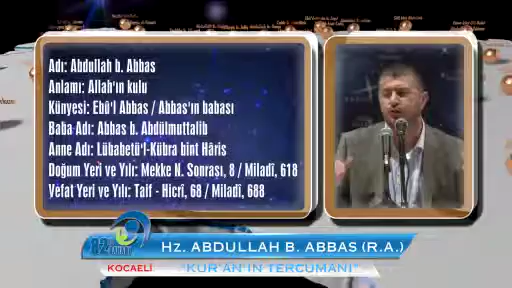 Adı: Abdullah b. Abbas
Anlamı: Allah'ın kulu
Künyesi: Ebû'l Abbas / Abbas'ın babası
Baba Adı: Abbas b. Abdülmuttalib
Anne Adı: Lübabetü'l-Kübra bint Hâris
Doğum Yeri ve Yılı: Mekke N. Sonrası, 8 / Miladî, 618
Vefat Yeri ve Yılı: Taif - Hicrî, 68 / Miladî, 688
Hz. ABDULLAH B. ABBAS (R.A.)
KOCAELİ
"KUR'AN'IN TERCÜMANI"